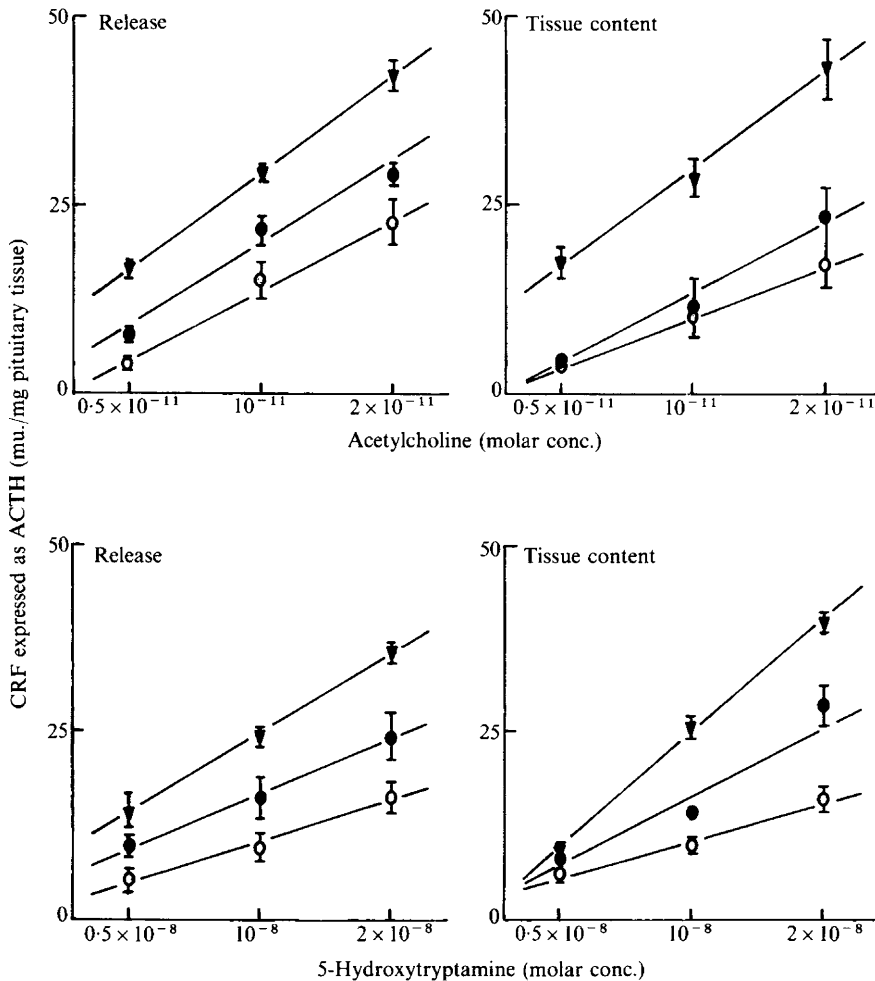 CRF expressed as ACTH (mu./mg pituitary tissue)
Release
50
25
0
0·5 × 10⁻¹¹
10⁻¹¹
2 × 10⁻¹¹
Tissue content
50
25
0
0·5 × 10⁻¹¹
10⁻¹¹
2 × 10⁻¹¹
Acetylcholine (molar conc.)
Release
50
25
0
0·5 × 10⁻⁸
10⁻⁸
2 × 10⁻⁸
Tissue content
50
25
0
0·5 × 10⁻⁸
10⁻⁸
2 × 10⁻⁸
5-Hydroxytryptamine (molar conc.)